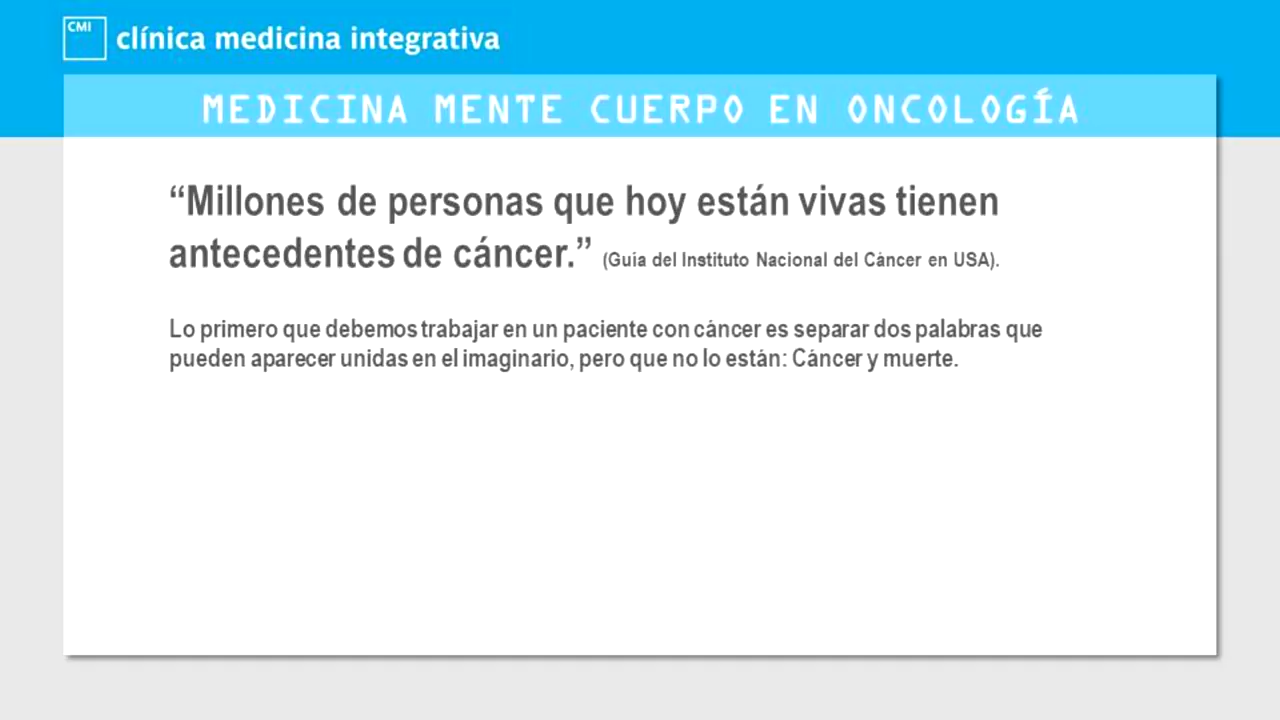 CMI
clínica medicina integrativa
MEDICINA MENTE CUERPO EN ONCOLOGÍA
“Millones de personas que hoy están vivas tienen
antecedentes de cáncer.” (Guía del Instituto Nacional del Cáncer en USA).
Lo primero que debemos trabajar en un paciente con cáncer es separar dos palabras que
pueden aparecer unidas en el imaginario, pero que no lo están: Cáncer y muerte.